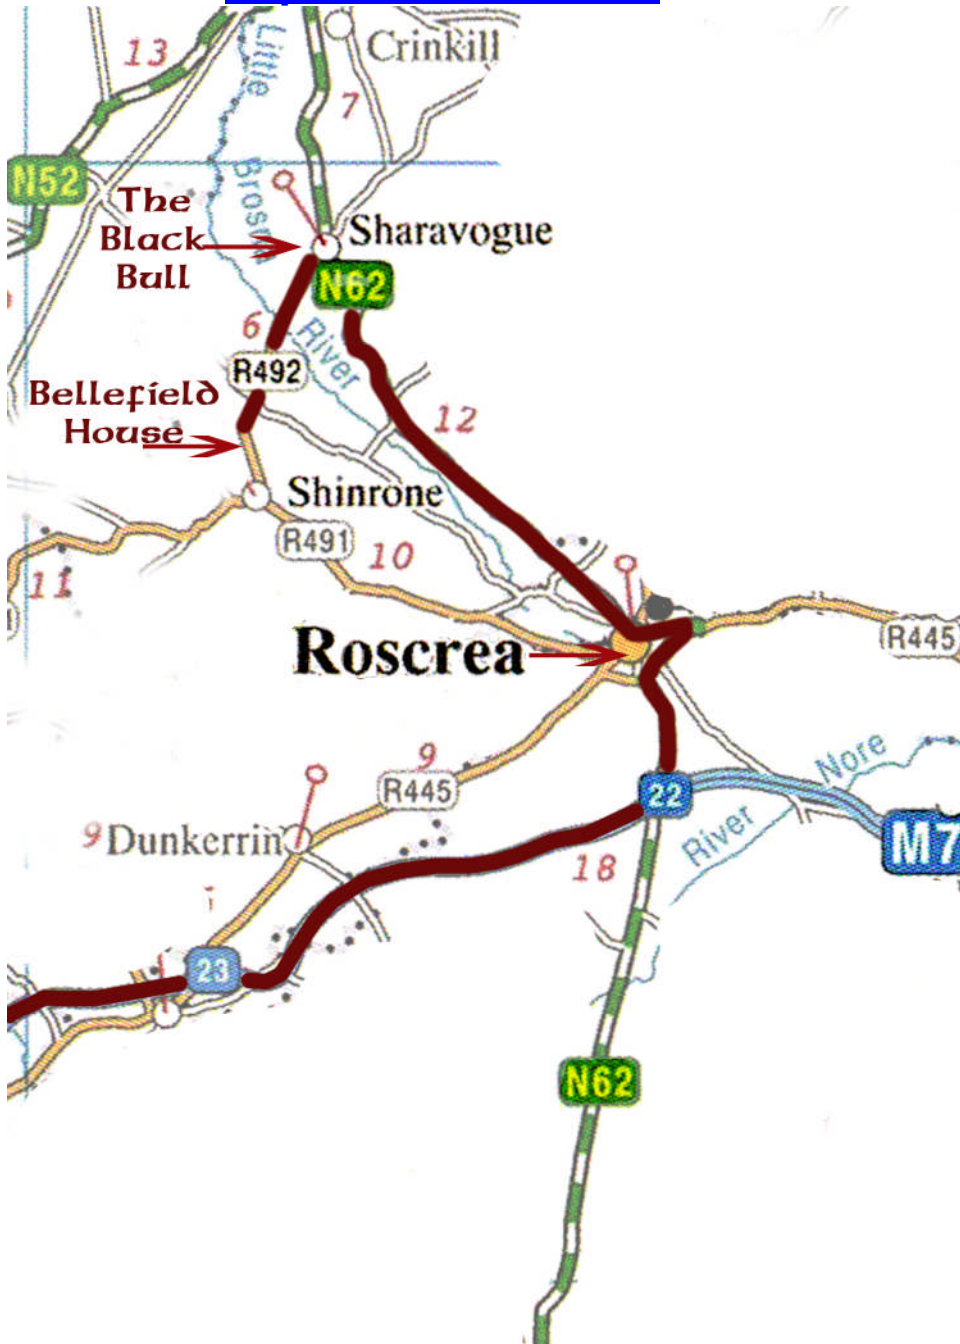 Crinkill
13
Little
7
N52
Brosna
The
Black
Bull
Sharavogue
N62
6
River
R492
Bellefield
House
12
Shinrone
R491
10
11
Roscrea
R445
9
R445
Nore
22
River
M7
9 Dunkerrin
18
23
N62